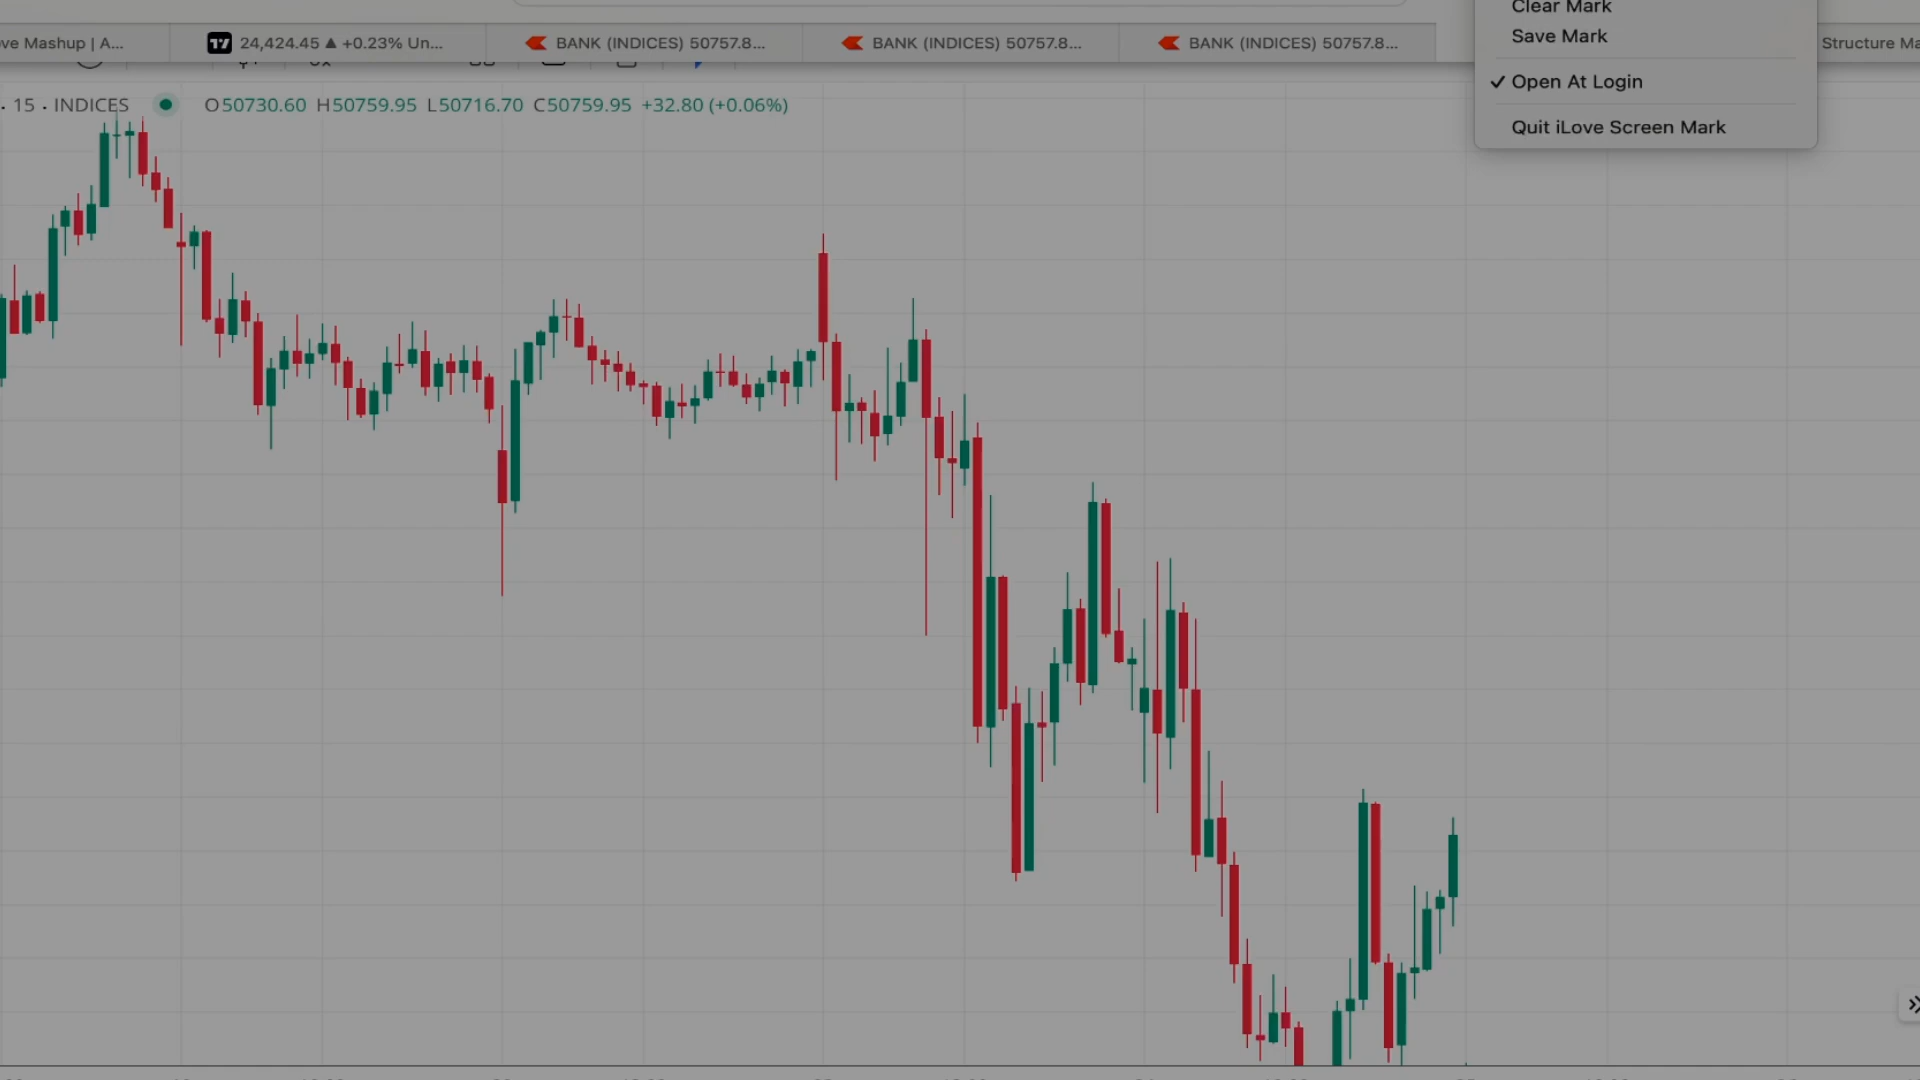 Clear Mark
ve Mashup | A...
24,424.45 ▲ +0.23% Un...
BANK (INDICES) 50757.8...
BANK (INDICES) 50757.8...
BANK (INDICES) 50757.8...
Save Mark
Structure Ma
✓ Open At Login
· 15 · INDICES O50730.60 H50759.95 L50716.70 C50759.95 +32.80 (+0.06%)
Quit iLove Screen Mark